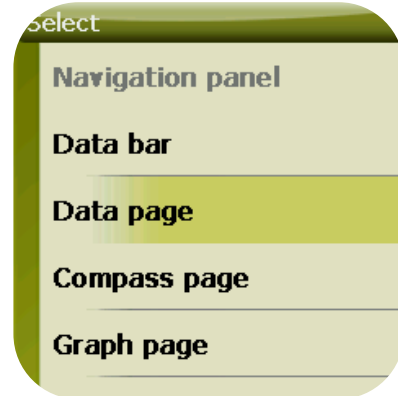 Select
Navigation panel
Data bar
Data page
Compass page
Graph page